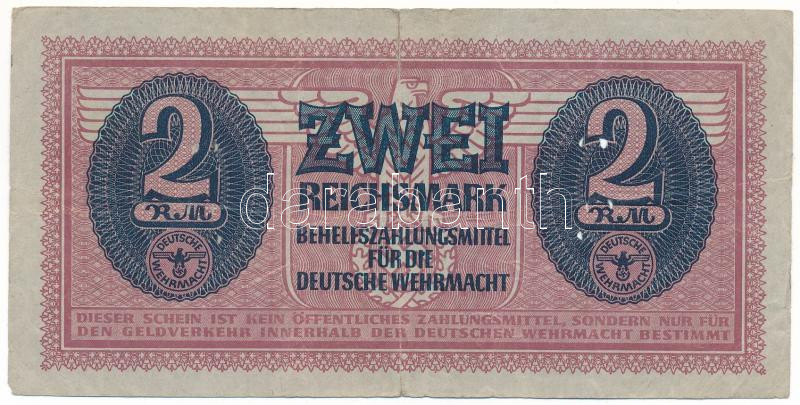 ZWEI
REICHSMARK
BEHELFSZAHLUNGSMITTEL
FÜR DIE
DEUTSCHE WEHRMACHT
2
RM
DEUTSCHE
WEHRMACHT
2
RM
DEUTSCHE
WEHRMACHT
DIESER SCHEIN IST KEIN ÖFFENTLICHES ZAHLUNGSMITTEL, SONDERN NUR FÜR
DEN GELDVERKEHR INNERHALB DER DEUTSCHEN WEHRMACHT BESTIMMT
darabanth